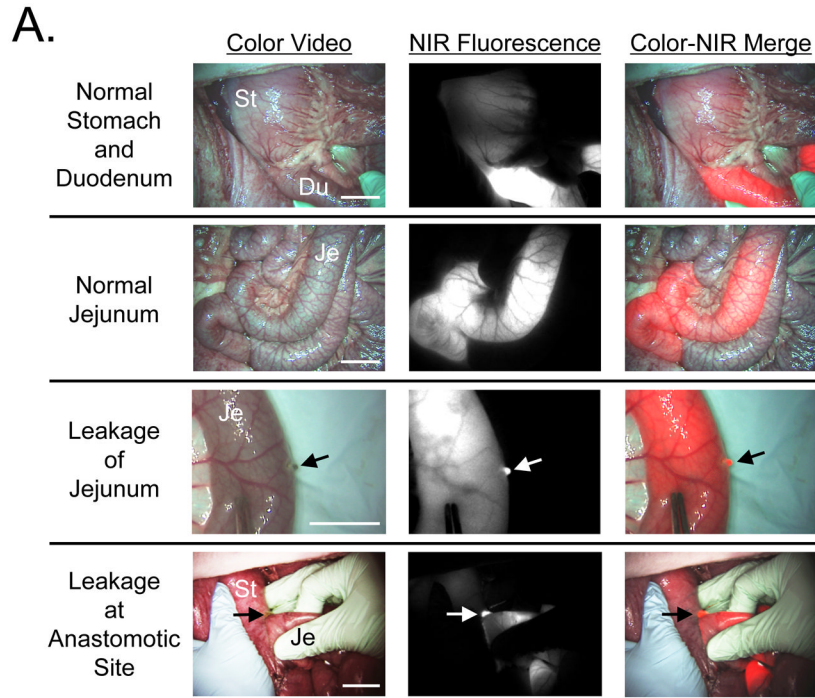 A.
Color Video NIR Fluorescence Color-NIR Merge
Normal
Stomach
and
Duodenum
St
Du
Normal
Jejunum
Je
Leakage
of
Jejunum
Je
Leakage
at
Anastomotic
Site
St
Je